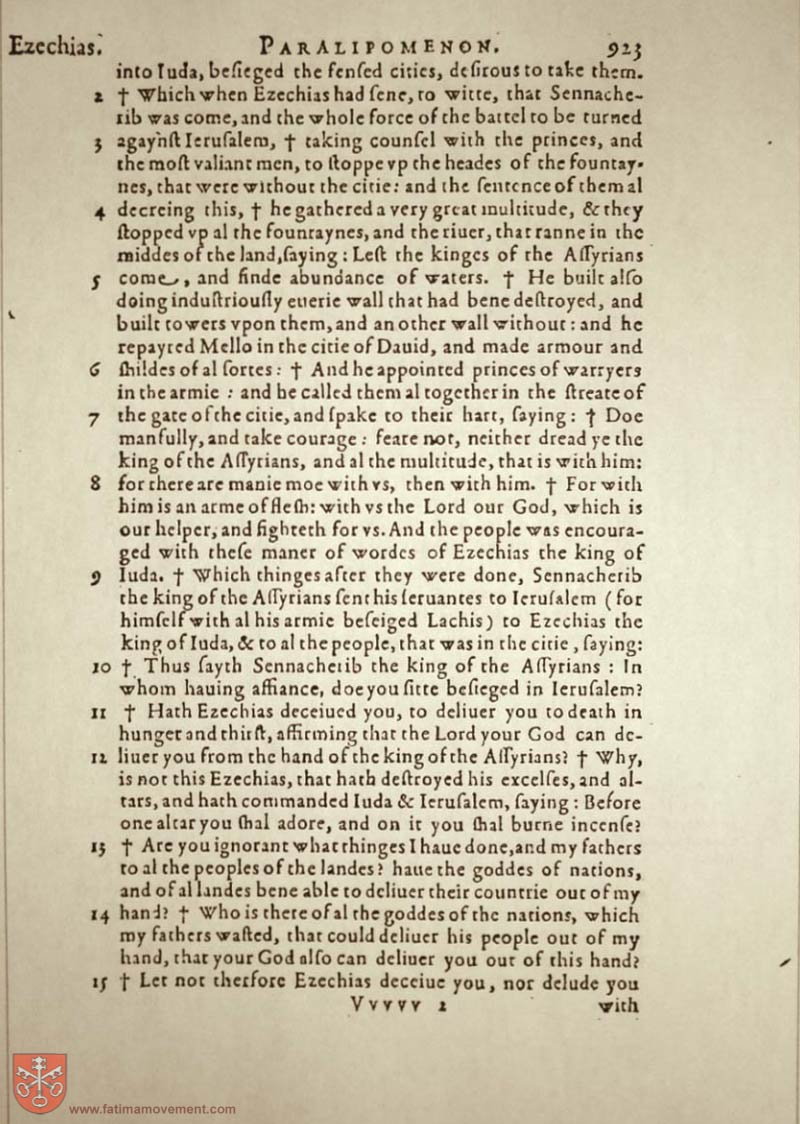 Ezechias.
PARALIPOMENON.
923
into Iuda, beſieged the fenſed cities, deſirous to take them.
2 † Which when Ezechias had ſene, to witte, that Sennache-
rib was come, and the whole force of the battel to be turned
3 agaynſt Ieruſalem, † taking counſel with the princes, and
the moſt valiant men, to ſtoppe vp the heades of the fountay-
nes, that were without the citie: and the ſentence of them al
4 decreing this, † he gathered a very great multitude, & they
ſtopped vp al the fountaynes, and the riuer, that ranne in the
middes of the land, ſaying: Leſt the kinges of the Aſſyrians
5 come, and finde abundance of waters. † He built alſo
doing induſtriouſly euerie wall that had bene deſtroyed, and
built towers vpon them, and an other wall without: and he
repayred Mello in the citie of Dauid, and made armour and
6 ſhildes of al ſortes: † And he appointed princes of warryers
in the armie : and he called them al together in the ſtreate of
7 the gate of the citie, and ſpake to their hart, ſaying: † Doe
manfully, and take courage: feare not, neither dread ye the
king of the Aſſyrians, and al the multitude, that is with him:
8 for there are manie moe with vs, then with him. † For with
him is an arme of fleſh: with vs the Lord our God, which is
our helper, and fighteth for vs. And the people was encoura-
ged with theſe maner of wordes of Ezechias the king of
9 Iuda. † Which thinges after they were done, Sennacherib
the king of the Aſſyrians ſent his ſeruantes to Ieruſalem (for
himſelf with al his armie beſeiged Lachis) to Ezechias the
king of Iuda, & to al the people, that was in the citie, ſaying:
10 † Thus ſayth Sennacherib the king of the Aſſyrians : In
whom hauing affiance, doe you ſitte beſieged in Ieruſalem?
11 † Hath Ezechias deceiued you, to deliuer you to death in
hunger and thirſt, affirming that the Lord your God can de-
12 liuer you from the hand of the king of the Aſſyrians? † Why,
is not this Ezechias, that hath deſtroyed his excelſes, and al-
tars, and hath commanded Iuda & Ieruſalem, ſaying: Before
one altar you ſhal adore, and on it you ſhal burne incenſe?
13 † Are you ignorant what thinges I haue done, and my fathers
to al the peoples of the landes? haue the goddes of nations,
and of al landes bene able to deliuer their countrie out of my
14 hand? † Who is there of al the goddes of the nations, which
my fathers waſted, that could deliuer his people out of my
hand, that your God alſo can deliuer you out of this hand?
15 † Let not therfore Ezechias deceiue you, nor delude you
Vvvvv 2
with
www.fatimamovement.com